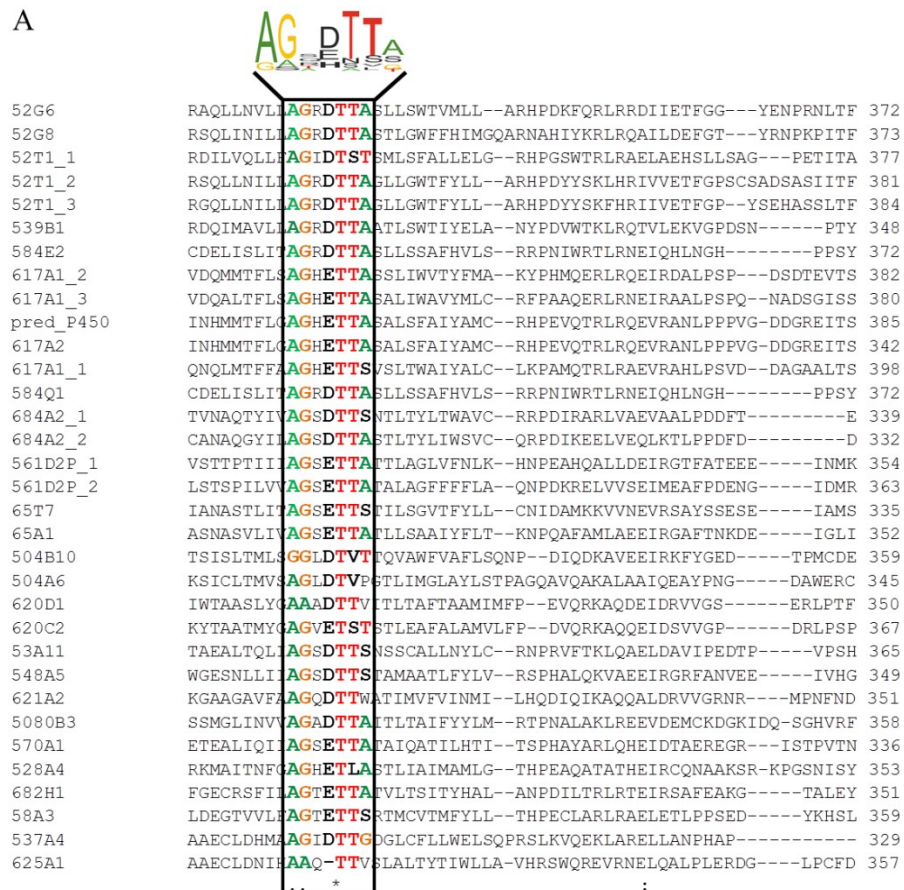 A
AG DTTA
52G6 RAQLLNVLLAGRDTTASLLSWTVMLL--ARHPDKFQRLRRDIIETFGG---YENPRNLTF 372
52G8 RSQLINILLAGRDTTASTLGWFFHIMGQARNAHIYKRLRQAILDEFGT---YRNPKPITF 373
52T1_1 RDILVQLLFAGIDTSTSMLSFALLELG--RHPGSWTRLRAELAEHSLLSAG---PETITA 377
52T1_2 RSQLLNILLAGRDTTAGLLGWTFYLL--ARHPDYYSKLHRIVVETFGPSCSADSASIITF 381
52T1_3 RGQLLNILLAGRDTTAGLLGWTFYLL--ARHPDYYSKFHRIIVETFGP-YSEHASSLTF 384
539B1 RDQIMAVLLAGRDTTAATLSWTIYELA--NYPDVWTKLRQTVLEKVGPDSN------PTY 348
584E2 CDELISLITAGRDTTASLLSSAFHVLS--RRPNIWRTLRNEIQHLNGH--------PPSY 372
617A1_2 VDQMMTFLSAGHETTASSLIWVTYFMA--KYPHMQERLRQEIRDALPSP--DSDTEVTS 382
617A1_3 VDQALTFLSAGHETTASALIWAVYMLC--RFPAAQERLRNEIRAALPSPQ--NADSGISS 380
pred_P450 INHMMTFLGAGHETTASALSFAIYAMC--RHPEVQTRLRQEVRANLPPPVG-DDGREITS 385
617A2 INHMMTFLGAGHETTASALSFAIYAMC--RHPEVQTRLRQEVRANLPPPVG-DDGREITS 342
617A1_1 QNQLMTFFAAGHETTSVSLTWAIYALC--LKPAMQTRLRAEVRAHLPSVD--DAGAALTS 398
584Q1 CDELISLITAGRDTTASLLSSAFHVLS--RRPNIWRTLRNEIQHLNGH--------PPSY 372
684A2_1 TVNAQTYIVAGSDTTSNTLTYLTWAVC--RRPDIRARLVAEVAALPDDFT---------E 339
684A2_2 CANAQGYILAGSDTTASTLTYLIWSVC--QRPDIKEELVEQLKTLPPDFD---------D 332
561D2P_1 VSTTPTIIIAGSETTATTLAGLVFNLK--HNPEAHQALLDEIRGTFATEEE------INMK 354
561D2P_2 LSTSPILVVAGSETTATALAGFFFFLA--QNPDKRELVVSEIMEAFPDENG------IDMR 363
65T7 IANASTLITAGSETTSTILSGVTFYLL--CNIDAMKKVVNEVRSAYSSESE------IAMS 335
65A1 ASNASVLIVAGSETTATLLSAAIYFLT--KNPQAFAMLAEEIRGAFTNKDE------IGLI 352
504B10 TSISLTMLSGGLDTVTTQVAWFVAFLSQNP--DIQDKAVEEIRKFYGED----TPMCDE 359
504A6 KSICLTMVSAGLDTVPGTLIMGLAYLSTPAGQAVQAKALAAIQEAYPNG----DAWERC 345
620D1 IWTAASLYGAAADTTVITLTAFTAAMIMFP--EVQRKAQDEIDRVVGS-----ERLPTF 350
620C2 KYTAATMYGAGVETSTSTLEAFALAMVLFP--DVQRKAQQEIDSVVGP-----DRLPSP 367
53A11 TAEALTQLIAGSDTTSNSSCALLNYLC--RNPRVFTKLQAELDAVIPEDTP-----VPSH 365
548A5 WGESNLLIIAGSDTTSTAMAATLFYLV--RSPHALQKVAEEIRGRFANVEE-----IVHG 349
621A2 KGAAGAVFAAGQDTTWATIMVFVINMI--LHQDIQIKAQQALDRVVGRNR----MPNFND 351
5080B3 SSMGLINVVAGADTTAITLTAIFYYLM--RTPNALAKLREEVDEMCKDGKIDQ-SGHVRF 358
570A1 ETEALIQIIAGSETTATAIQATILHTI--TSPHAYARLQHEIDTAEREGR---ISTPVTN 336
528A4 RKMAITNFGAGHETLASTLIAIMAMLG--THPEAQTATATHEIRCQNAAKSR-KPGSNISY 353
682H1 FGECRSFILAGTETTATVLTSITYHAL--ANPDILTRLRTEIRSAFEAKG-----TALEY 351
58A3 LDEGTVVLFAGTETTSRTMCVTMFYLL--THPECLARLRAELETLPPSED-----YKHSL 359
537A4 AAECLDHMAAGIDTTGDGLCFLLWELSQPRSLKVQEKLARELLANPHAP----------- 329
625A1 AAECLDNIHAAQ-TTVSLALTYTIWLLA-VHRSWQREVRNELQALPLERDG---LPCFD 357
.. * :